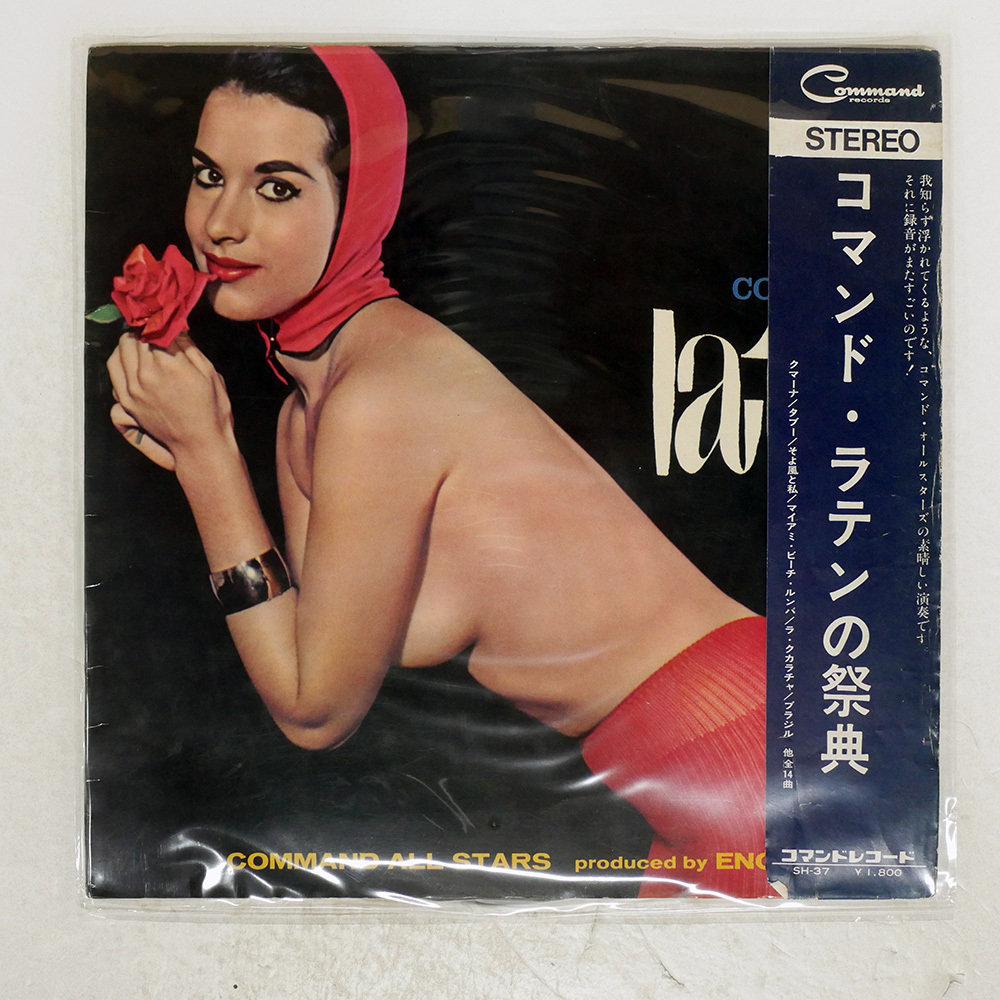 Command
records
STEREO
コマンド・ラテンの祭典
我知らず浮かれてくるような、コマンド・オールスターズの素晴しい演奏です
それに録音がまたすごいのです!
クマーナ/タブー/そよ風と私/マイアミ・ビーチ・ルンバ/ラ・クカラチャ/ブラジル 他全14曲
コマンドレコード
SH-37 ¥1,800
CO
lat
COMMAND ALL STARS produced by ENO